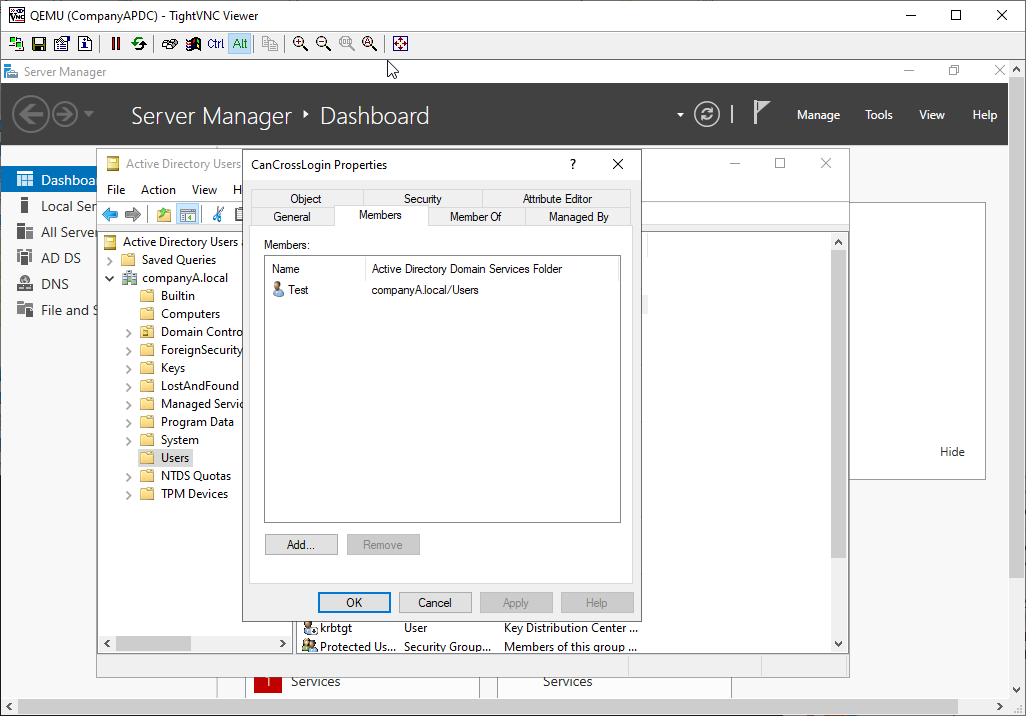 QEMU (CompanyAPDC) - TightVNC Viewer
Ctrl Alt
Server Manager
Server Manager Dashboard
Manage Tools View Help
Dashboa
Local Ser
All Server
AD DS
DNS
File and S
Active Directory Users
File Action View H
Active Directory Users
Saved Queries
companyA.local
Builtin
Computers
Domain Contro
ForeignSecurity
Keys
LostAndFound
Managed Servic
Program Data
System
Users
NTDS Quotas
TPM Devices
CanCrossLogin Properties
Object Security Attribute Editor
General Members Member Of Managed By
Members:
Name Active Directory Domain Services Folder
Test companyA.local/Users
Add... Remove
OK Cancel Apply Help
krbtgt User Key Distribution Center ...
Protected Us... Security Group... Members of this group ...
Hide
1 Services
Services